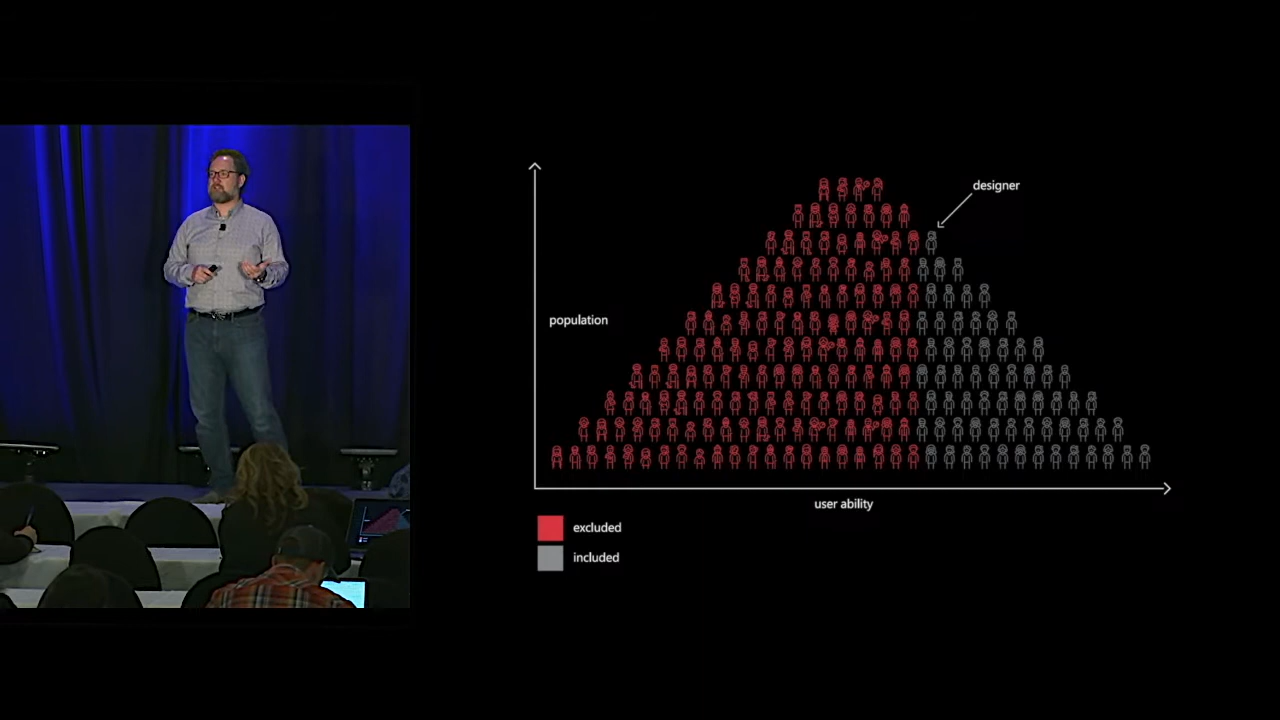 designer
population
user ability
excluded
included